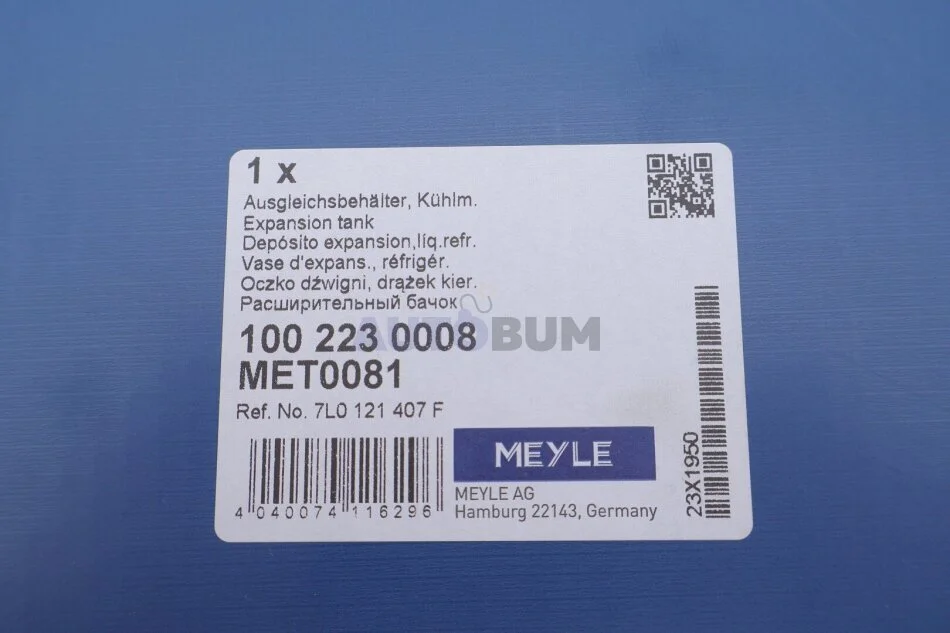 1 x
Ausgleichsbehälter, Kühlm.
Expansion tank
Depósito expansion,líq.refr.
Vase d'expans., réfrigér.
Oczko dźwigni, drążek kier.
Расширительный бачок
AUTOBUM
100 223 0008
MET0081
Ref. No. 7L0 121 407 F
MEYLE
4 040074 116296
MEYLE AG
Hamburg 22143, Germany
23X1950